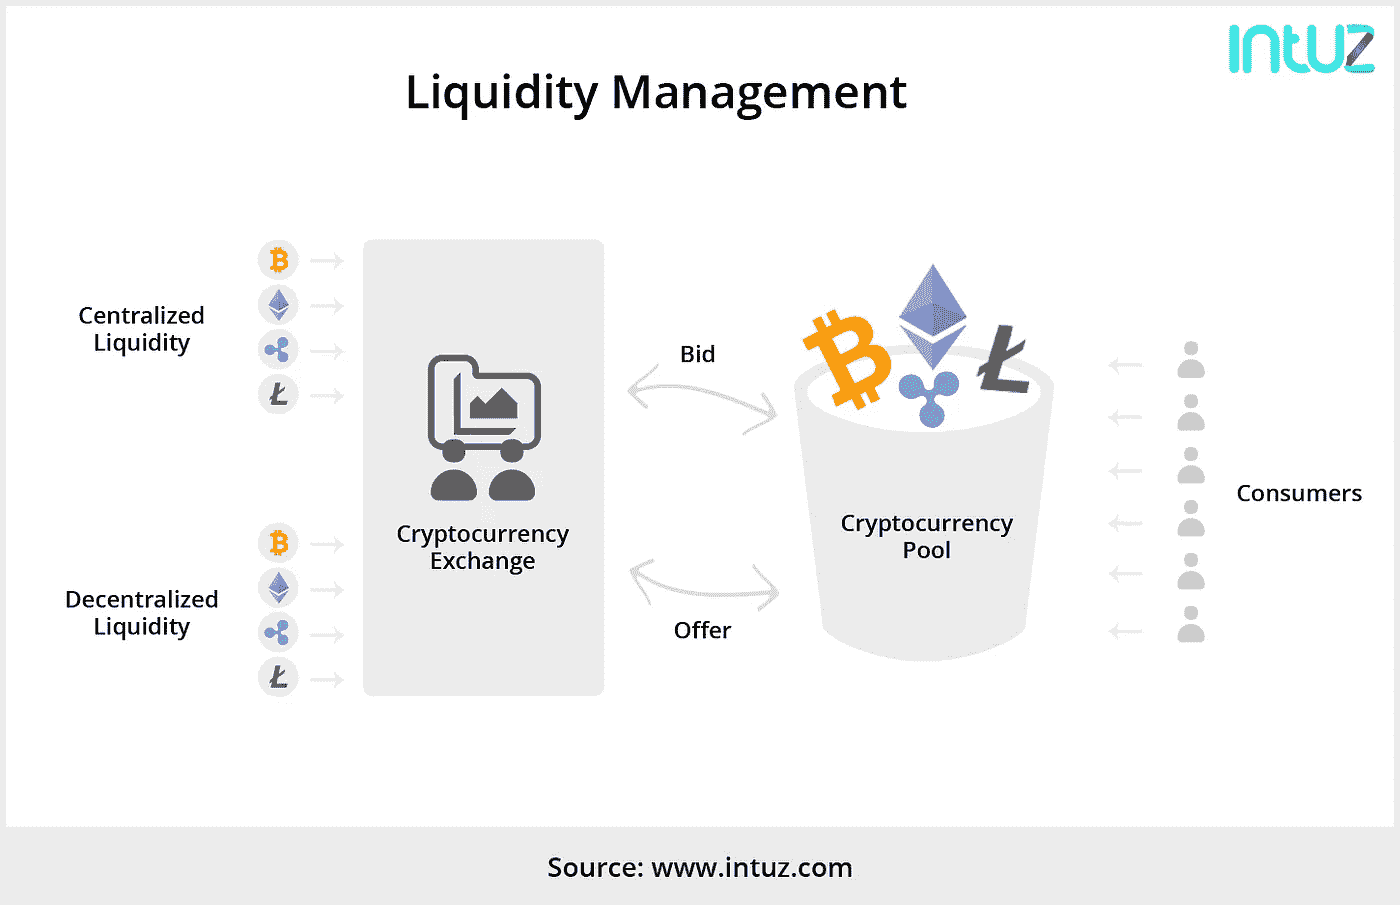 INTUZ
Liquidity Management
Centralized
Liquidity
Bid
Cryptocurrency
Exchange
Cryptocurrency
Pool
Consumers
Decentralized
Liquidity
Offer
Source: www.intuz.com